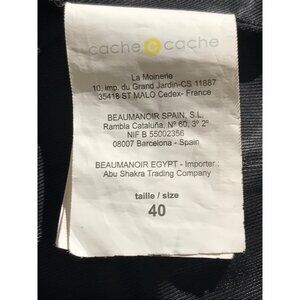 cache cache
La Moinerie
10, imp. du Grand Jardin-CS 11887
35418 ST MALO Cedex- France
BEAUMANOIR SPAIN, S.L.
Rambla Cataluña, Nº 60, 3º 2º
NIF B 55002356
08007 Barcelona - Spain
BEAUMANOIR EGYPT - Importer :
Abu Shakra Trading Company
taille / size
40